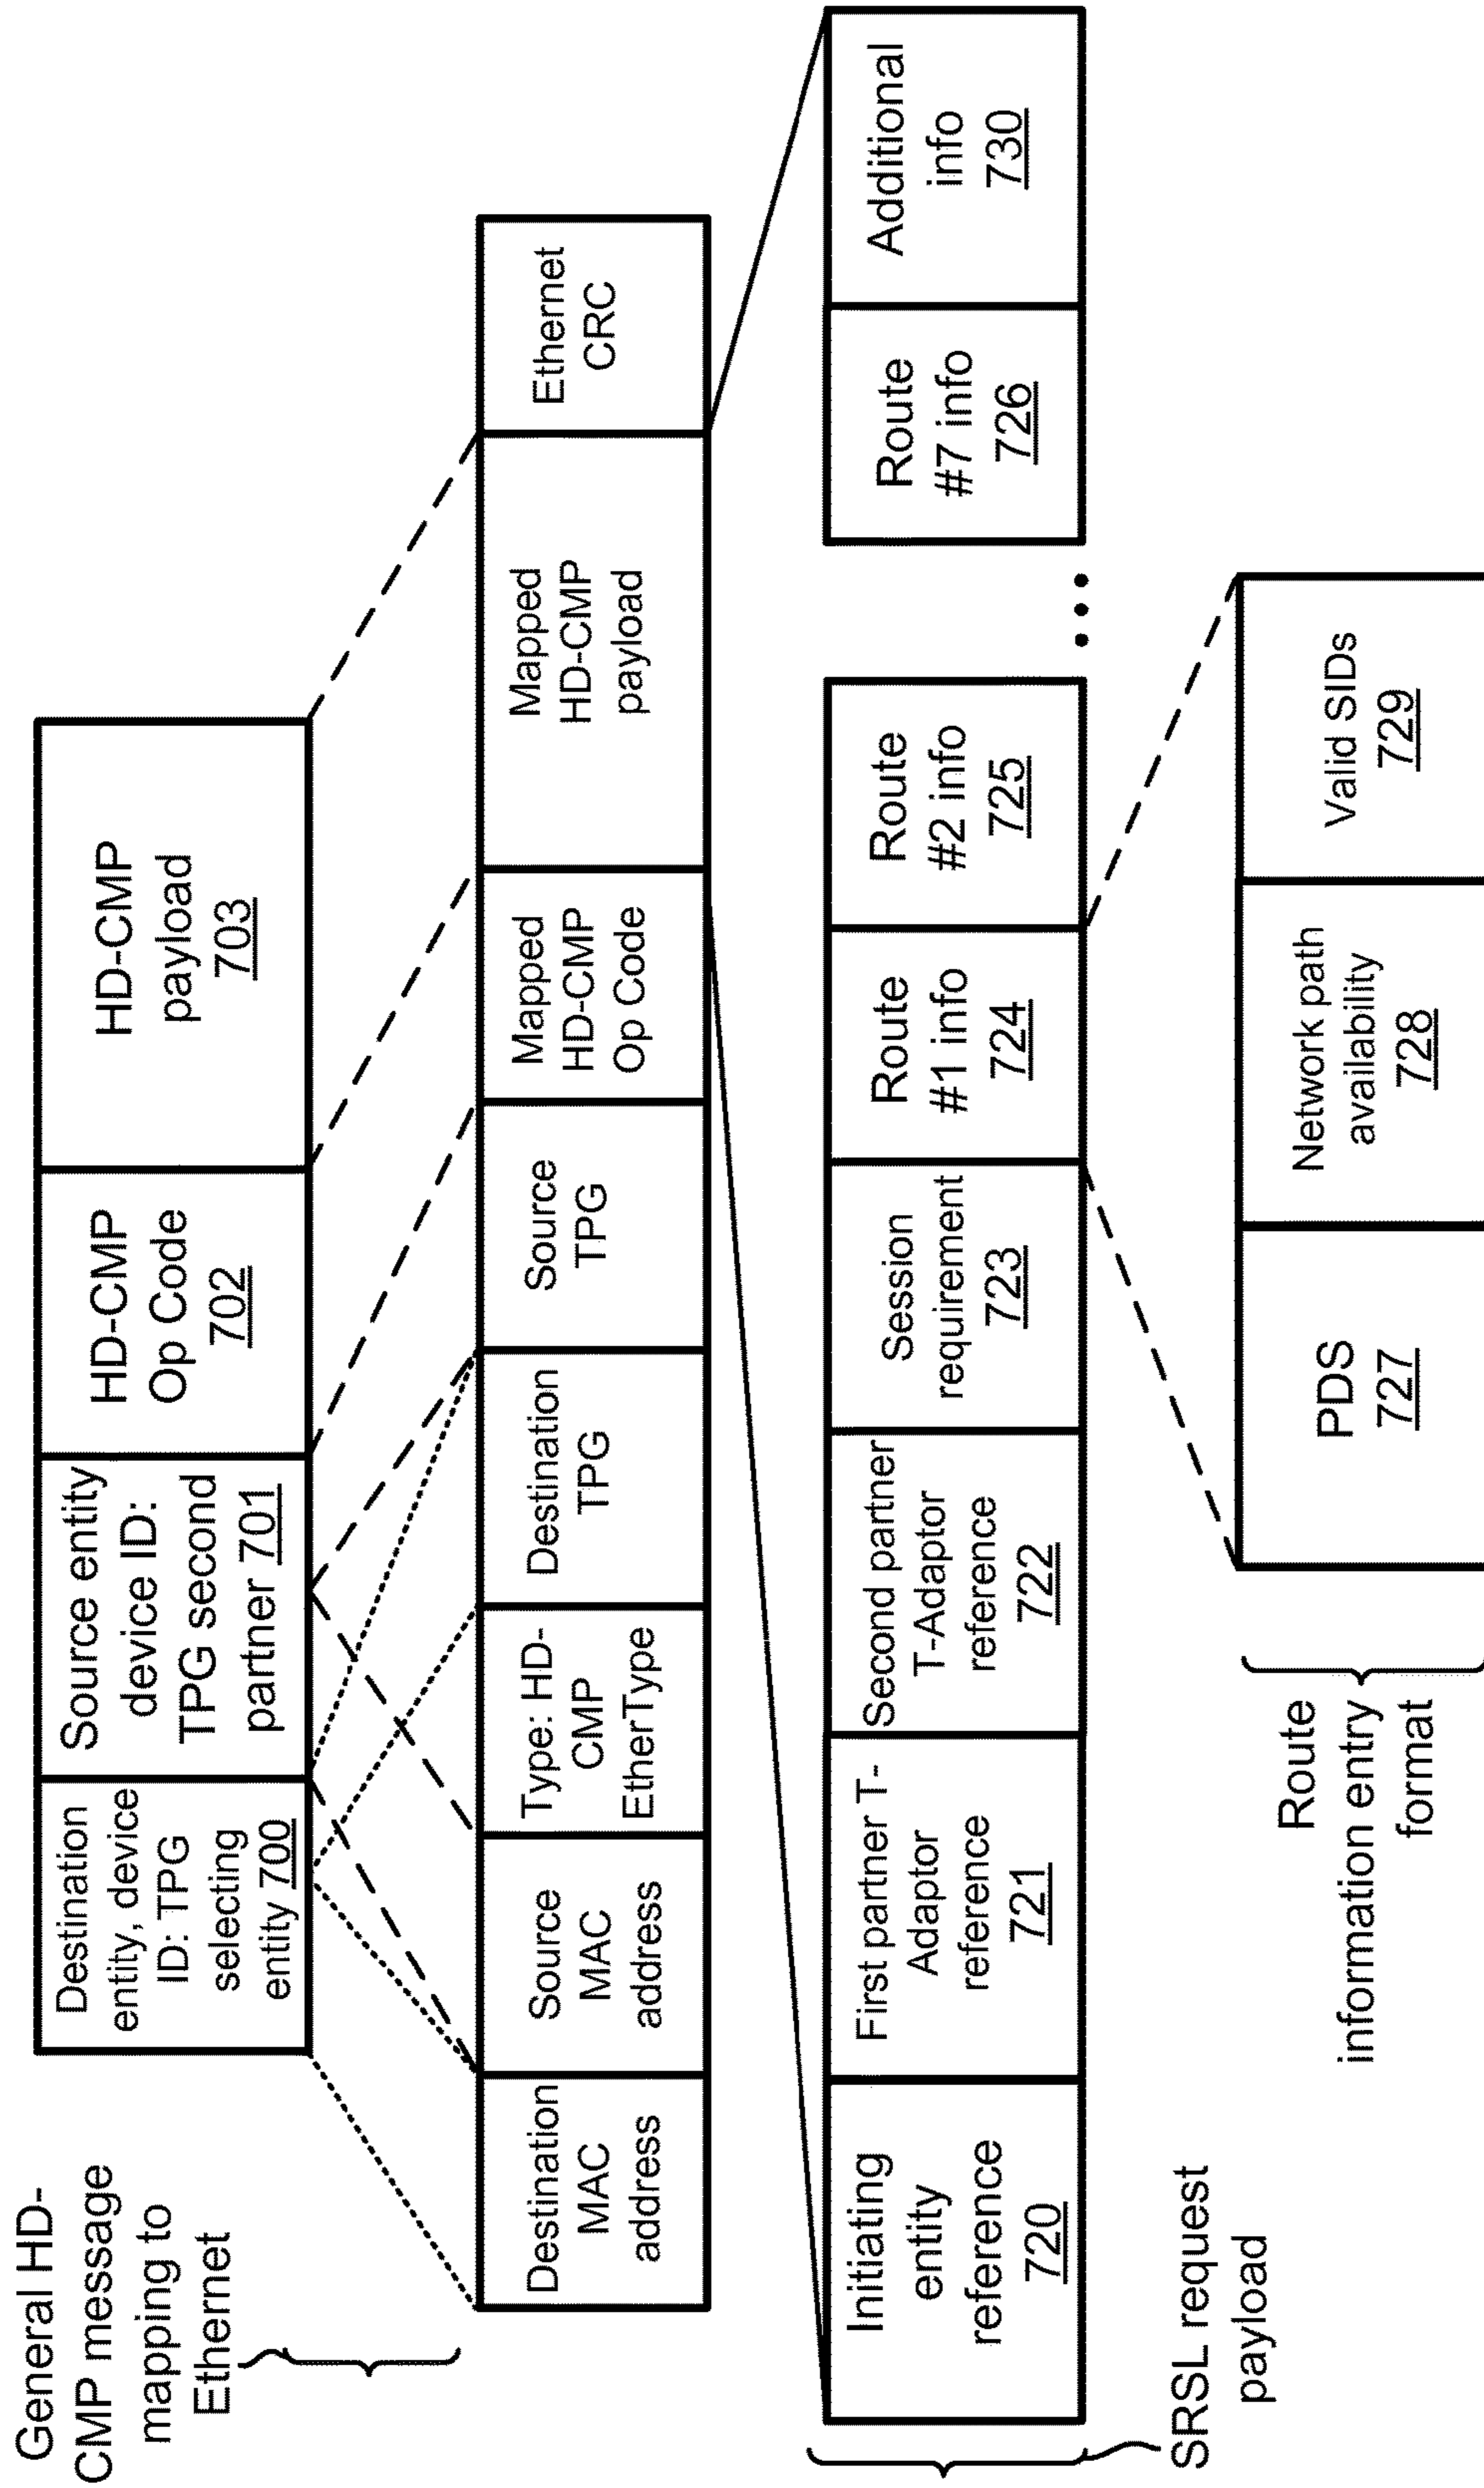 General HD-
CMP message
mapping to
Ethernet
Destination
entity, device
ID: TPG
selecting
entity 700
Source entity
device ID:
TPG second
partner 701
HD-CMP
Op Code
702
HD-CMP
payload
703
Destination
MAC
address
Source
MAC
address
Type: HD-
CMP
EtherType
Destination
TPG
Source
TPG
Mapped
HD-CMP
Op Code
Mapped
HD-CMP
payload
Ethernet
CRC
Initiating
entity
reference
720
First partner T-
Adaptor
reference
721
Second partner
T-Adaptor
reference
722
Session
requirement
723
Route
#1 info
724
Route
#2 info
725
•••
Route
#7 info
726
Additional
info
730
SRSL request
payload
Route
information entry
format
PDS
727
Network path
availability
728
Valid SIDs
729